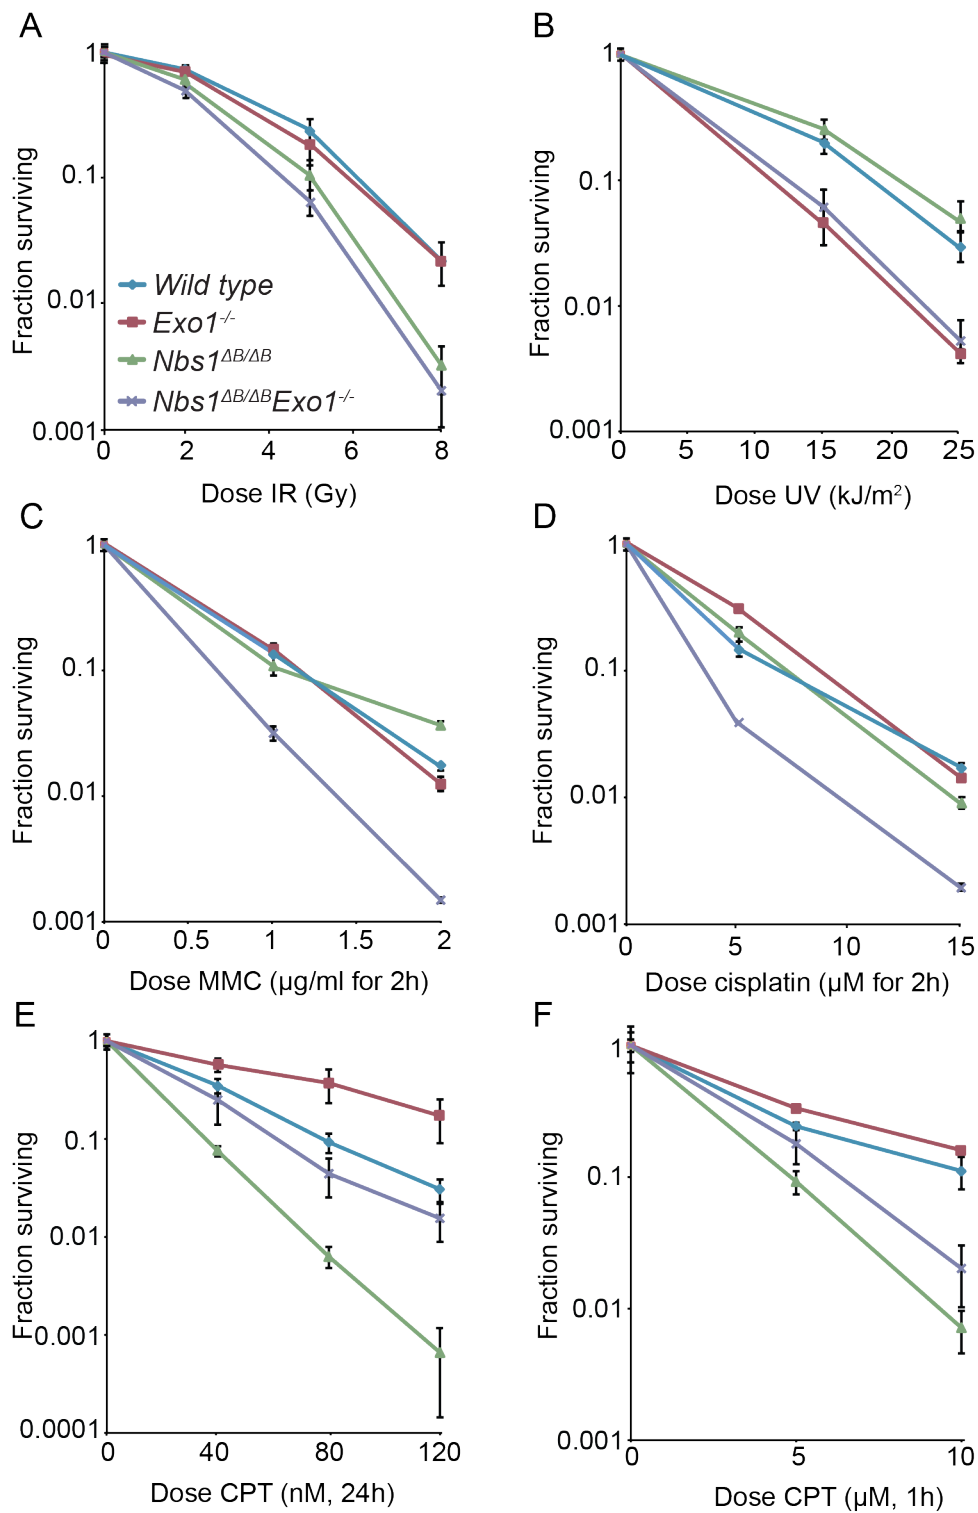 A
Fraction surviving
1
0.1
0.01
0.001
0 2 4 6 8
Dose IR (Gy)
Wild type
Exo1-/-
Nbs1ΔB/ΔB
Nbs1ΔB/ΔBExo1-/-
B
Fraction surviving
1
0.1
0.01
0.001
0 5 10 15 20 25
Dose UV (kJ/m2)
C
Fraction surviving
1
0.1
0.01
0.001
0 0.5 1 1.5 2
Dose MMC (µg/ml for 2h)
D
Fraction surviving
1
0.1
0.01
0.001
0 5 10 15
Dose cisplatin (µM for 2h)
E
Fraction surviving
1
0.1
0.01
0.001
0.0001
0 40 80 120
Dose CPT (nM, 24h)
F
Fraction surviving
1
0.1
0.01
0.001
0 5 10
Dose CPT (µM, 1h)